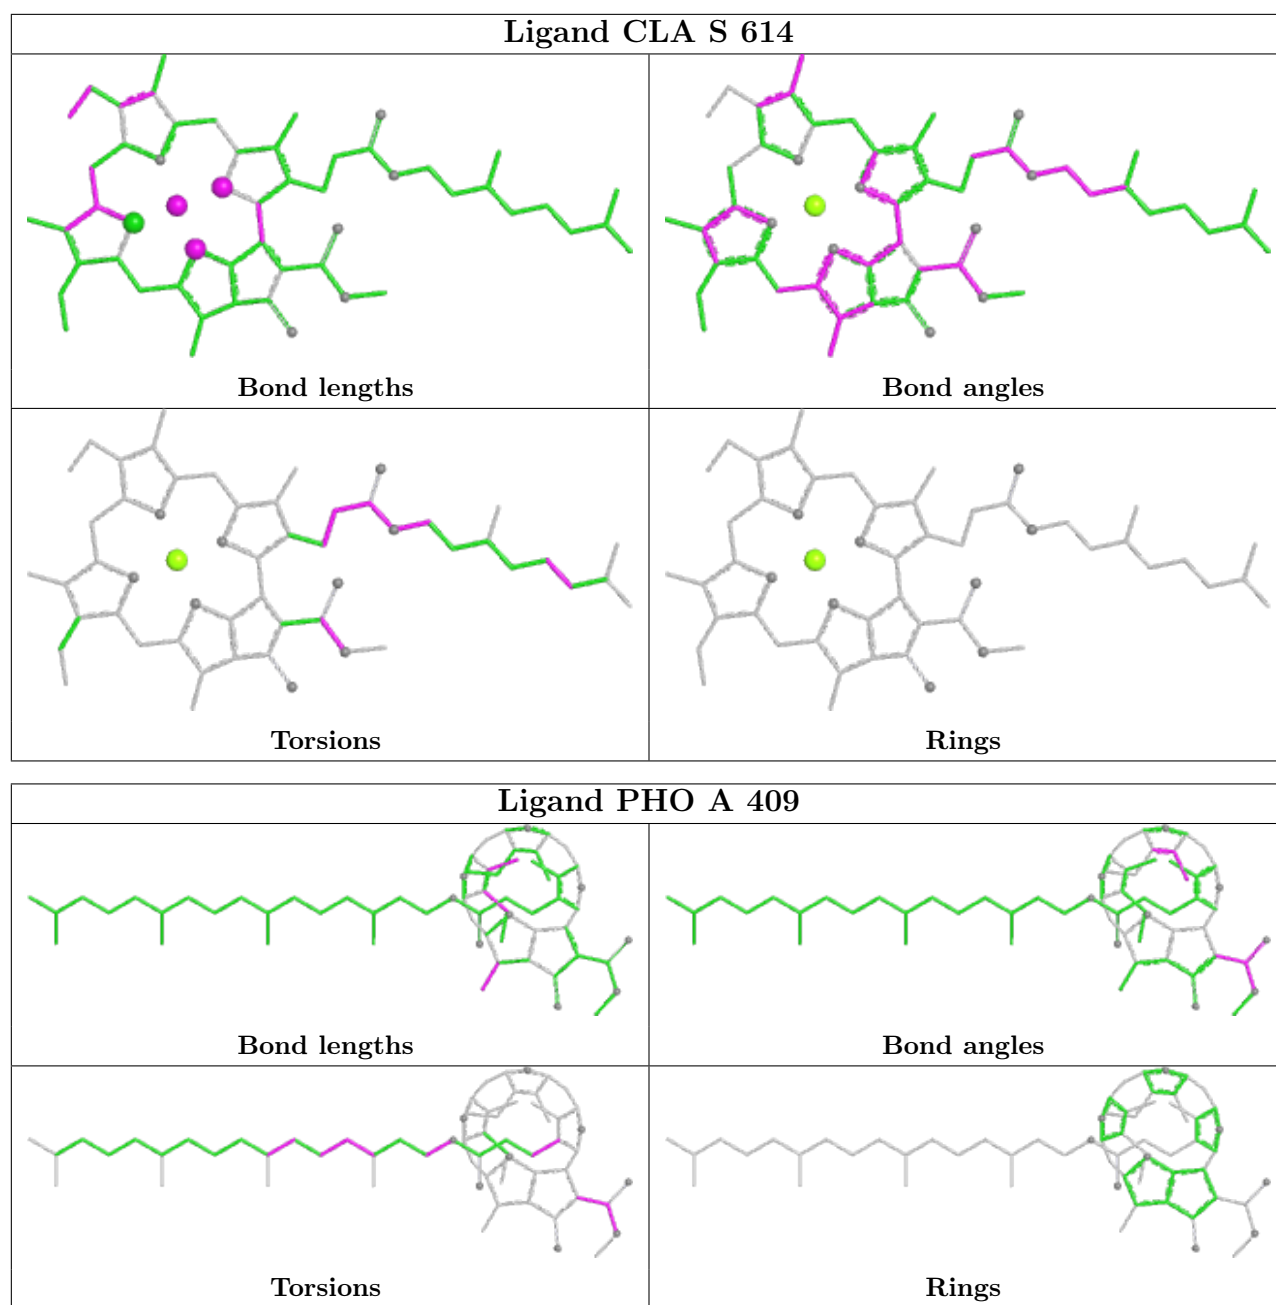 Ligand CLA S 614
Bond lengths
Bond angles
Torsions
Rings
Ligand PHO A 409
Bond lengths
Bond angles
Torsions
Rings